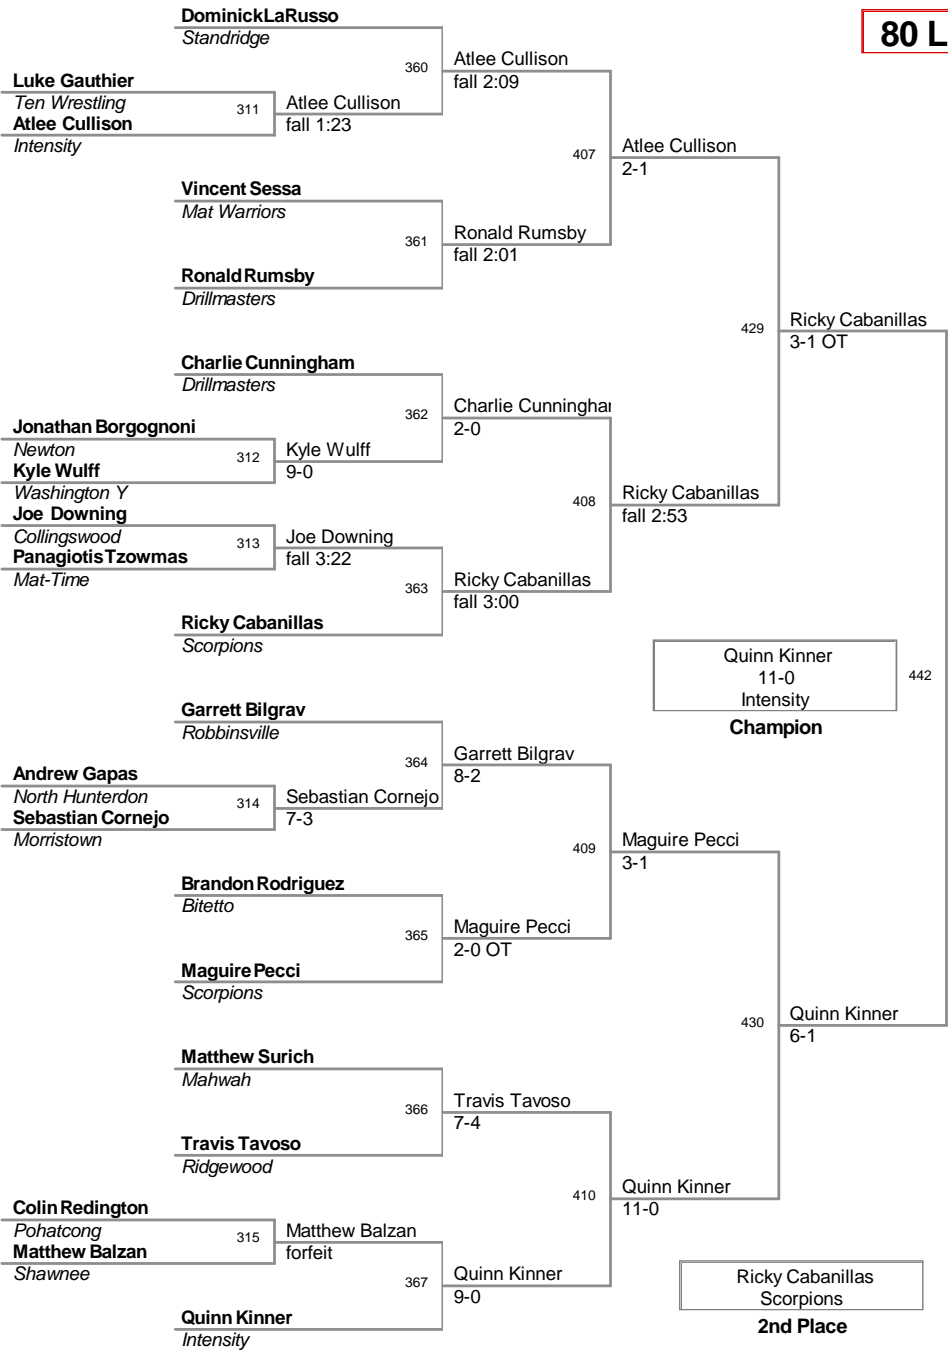 DominickLaRusso
Standridge
80 L
360
Atlee Cullison
fall 2:09
Luke Gauthier
Ten Wrestling
311
Atlee Cullison
fall 1:23
Atlee Cullison
Intensity
407
Atlee Cullison
2-1
Vincent Sessa
Mat Warriors
361
Ronald Rumsby
fall 2:01
Ronald Rumsby
Drillmasters
429
Ricky Cabanillas
3-1 OT
Charlie Cunningham
Drillmasters
362
Charlie Cunninghar
2-0
Jonathan Borgognoni
Newton
312
Kyle Wulff
9-0
Kyle Wulff
Washington Y
408
Ricky Cabanillas
fall 2:53
Joe Downing
Collingswood
313
Joe Downing
fall 3:22
Panagiotis Tzowmas
Mat-Time
363
Ricky Cabanillas
fall 3:00
Ricky Cabanillas
Scorpions
Quinn Kinner
11-0
Intensity
442
Champion
Garrett Bilgrav
Robbinsville
364
Garrett Bilgrav
8-2
Andrew Gapas
North Hunterdon
314
Sebastian Cornejo
7-3
Sebastian Cornejo
Morristown
409
Maguire Pecci
3-1
Brandon Rodriguez
Bitetto
365
Maguire Pecci
2-0 OT
Maguire Pecci
Scorpions
430
Quinn Kinner
6-1
Matthew Surich
Mahwah
366
Travis Tavoso
7-4
Travis Tavoso
Ridgewood
410
Quinn Kinner
11-0
Colin Redington
Pohatcong
315
Matthew Balzan
forfeit
Matthew Balzan
Shawnee
367
Quinn Kinner
9-0
Quinn Kinner
Intensity
Ricky Cabanillas
Scorpions
2nd Place